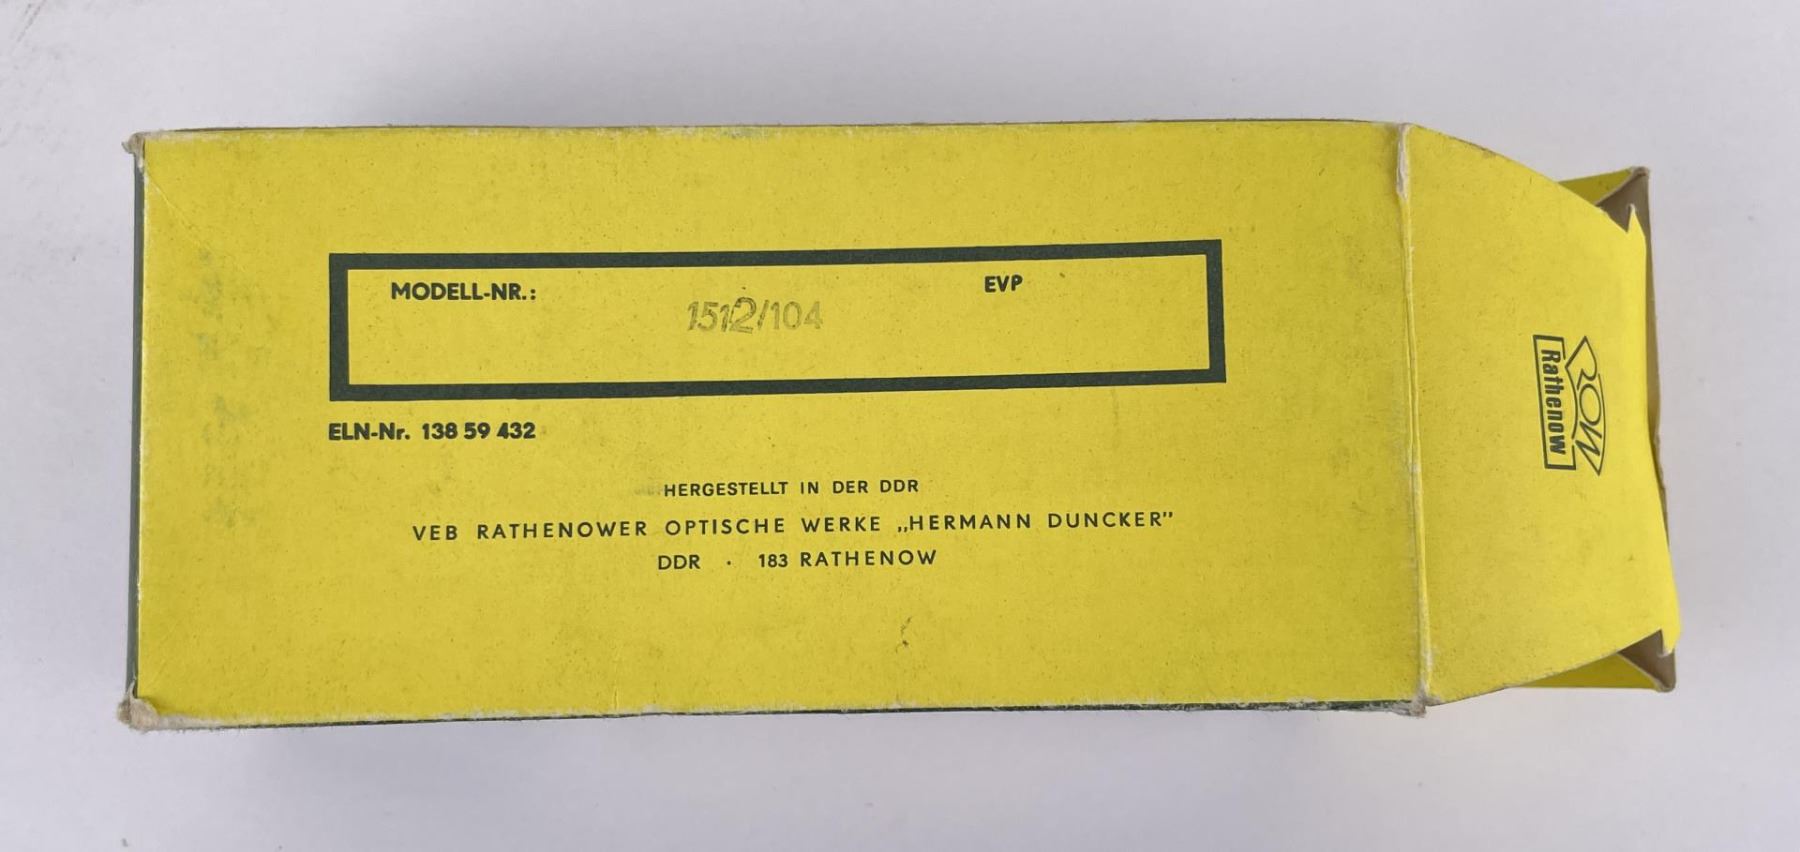 MODELL-NR.:
EVP
1512/104
ELN-Nr. 138 59 432
HERGESTELLT IN DER DDR
VEB RATHENOWER OPTISCHE WERKE „HERMANN DUNCKER”
DDR · 183 RATHENOW
ROW
Rathenow